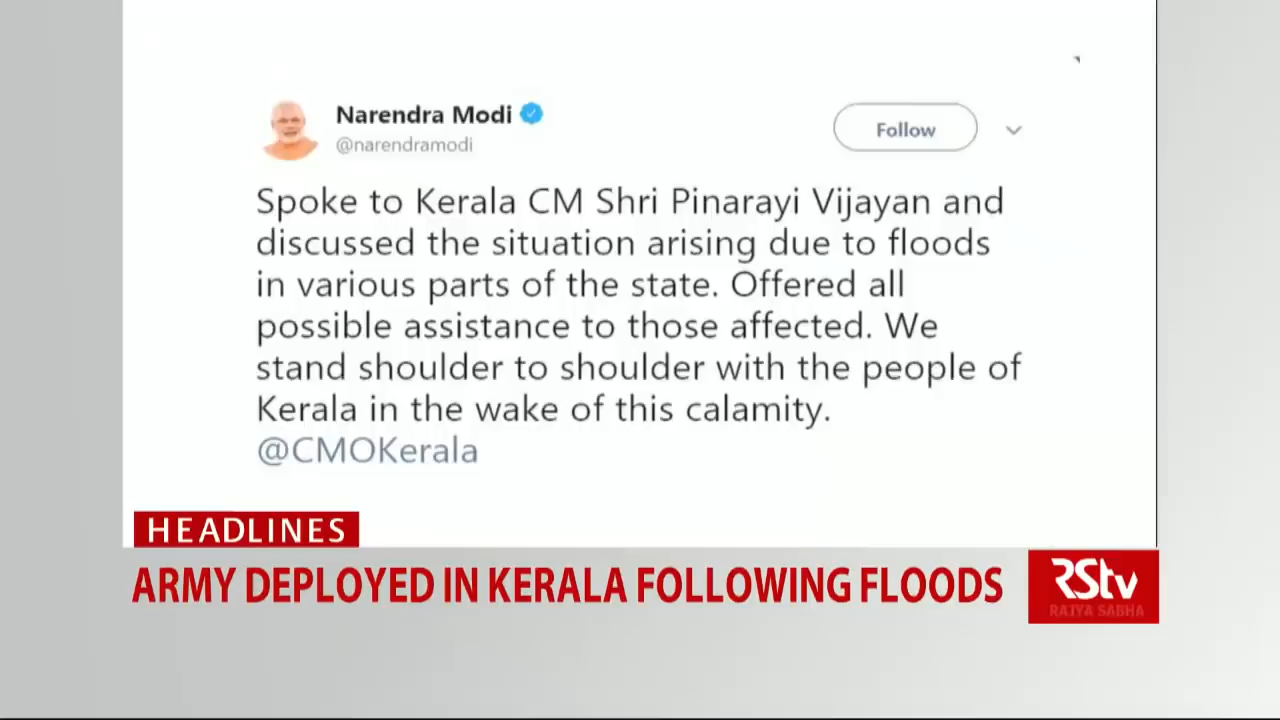 Narendra Modi
@narendramodi
Follow
Spoke to Kerala CM Shri Pinarayi Vijayan and
discussed the situation arising due to floods
in various parts of the state. Offered all
possible assistance to those affected. We
stand shoulder to shoulder with the people of
Kerala in the wake of this calamity.
@CMOKerala
HEADLINES
ARMY DEPLOYED IN KERALA FOLLOWING FLOODS
RStv
RAJYA SABHA